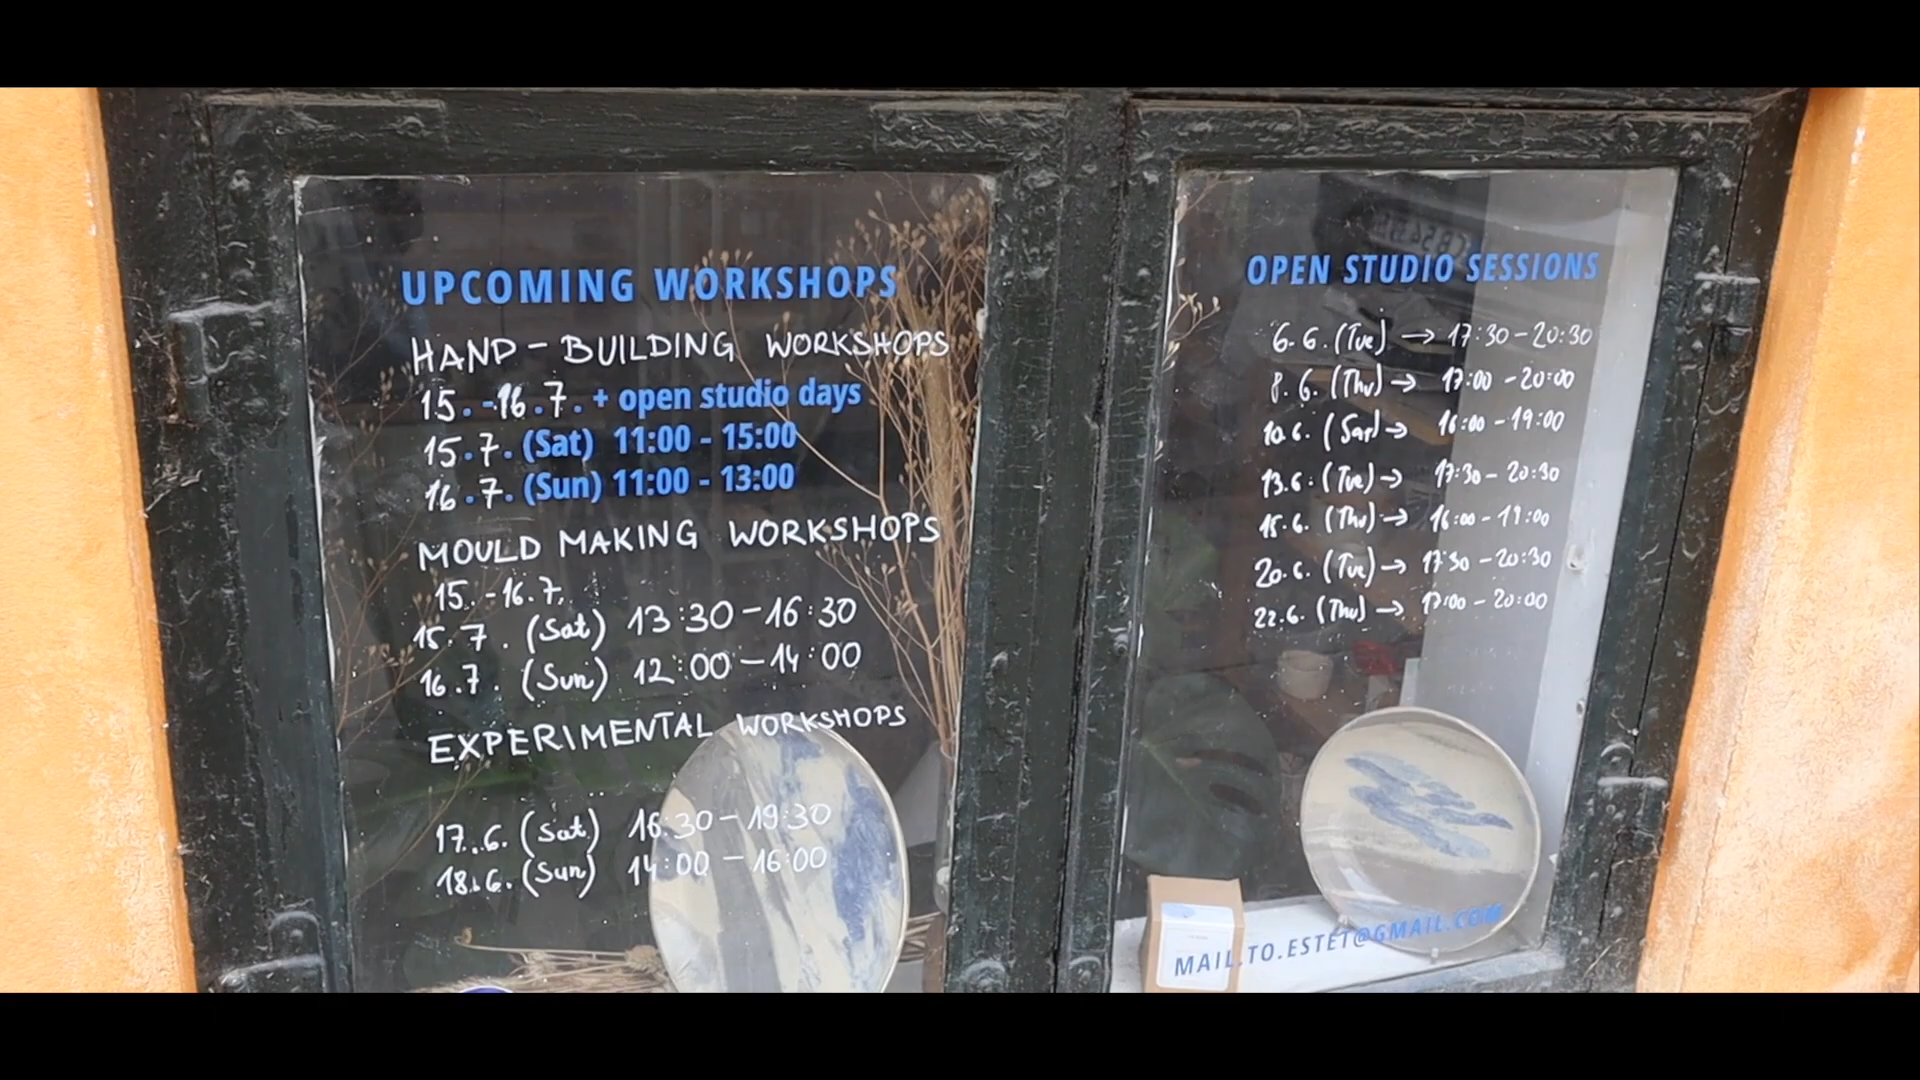 UPCOMING WORKSHOPS
HAND-BUILDING WORKSHOPS
15.-16.7. + open studio days
15.7. (Sat) 11:00 - 15:00
16.7. (Sun) 11:00 - 13:00
MOULD MAKING WORKSHOPS
15.-16.7.
15.7. (Sat) 13:30-16:30
16.7. (Sun) 12:00-14:00
EXPERIMENTAL WORKSHOPS
17.6. (Sat) 16:30-19:30
18.6. (Sun) 14:00-16:00
OPEN STUDIO SESSIONS
6.6. (Tue) → 17:30-20:30
8.6. (Thu) → 17:00-20:00
10.6. (Sat) → 16:00-19:00
13.6. (Tue) → 17:30-20:30
15.6. (Thu) → 16:00-19:00
20.6. (Tue) → 17:30-20:30
22.6. (Thu) → 17:00-20:00
MAIL.TO.ESTET@GMAIL.COM